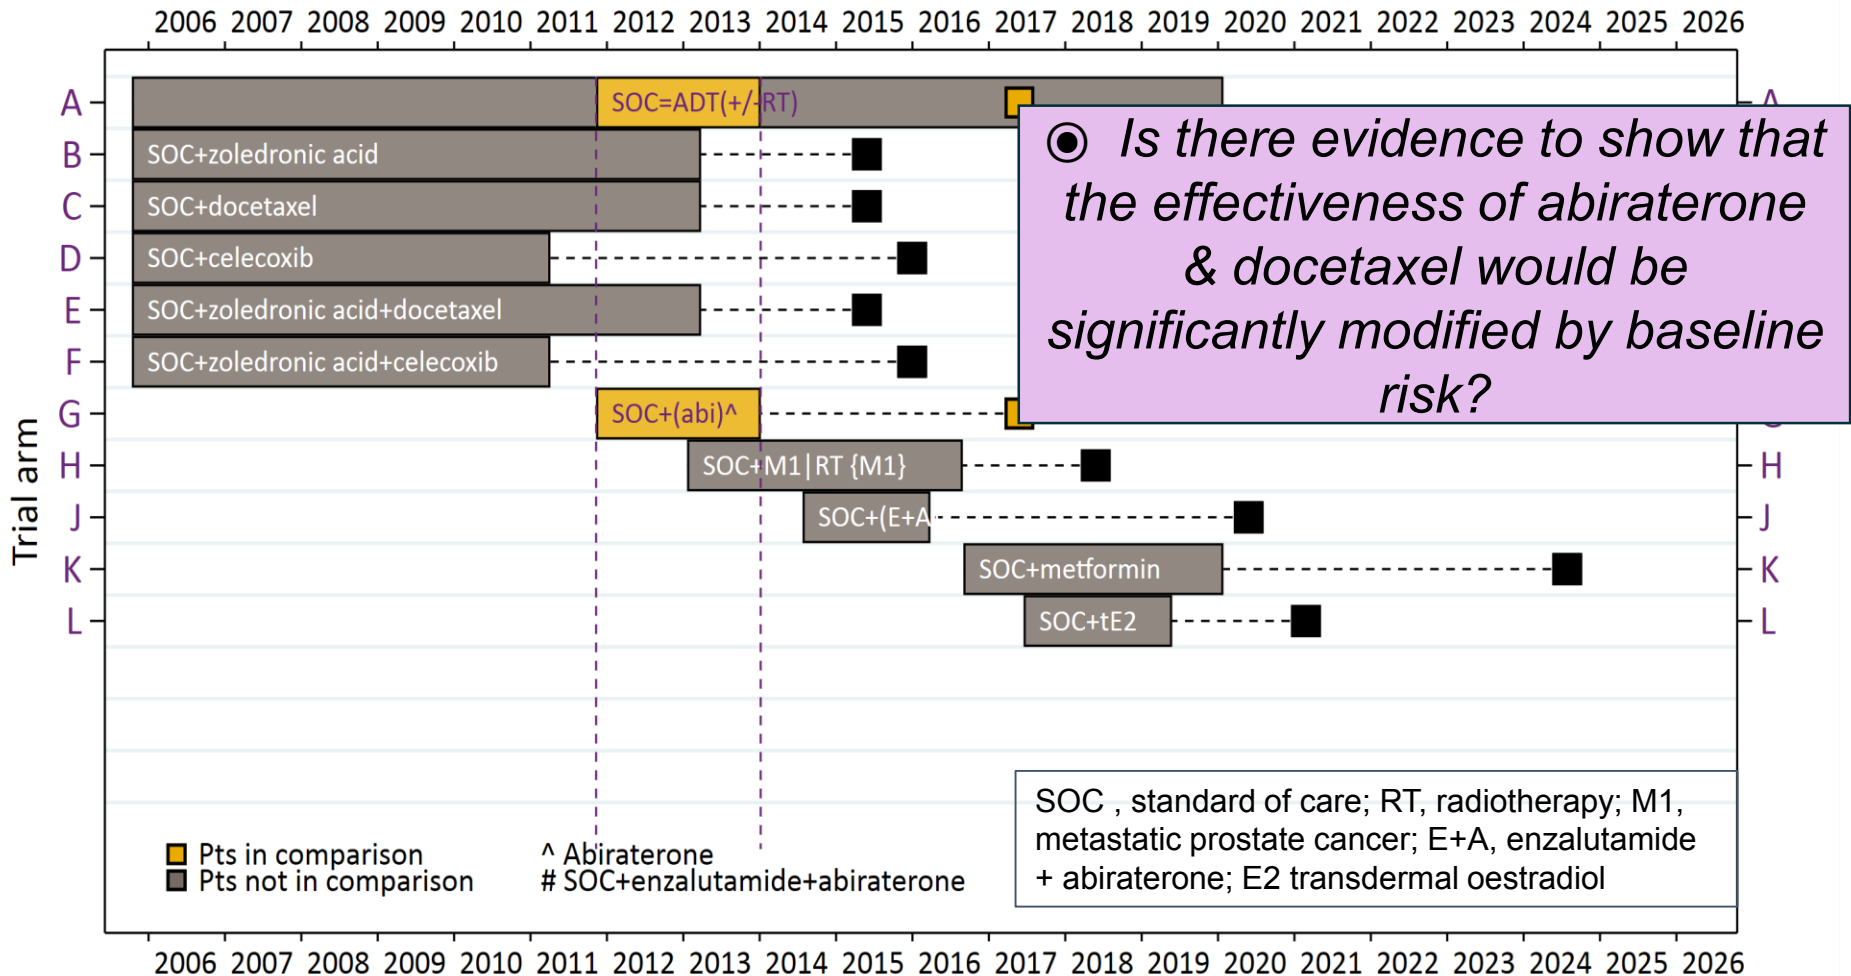 2006 2007 2008 2009 2010 2011 2012 2013 2014 2015 2016 2017 2018 2019 2020 2021 2022 2023 2024 2025 2026
Trial arm
A SOC=ADT(+/-RT) A
B SOC+zoledronic acid
C SOC+docetaxel
D SOC+celecoxib
E SOC+zoledronic acid+docetaxel
F SOC+zoledronic acid+celecoxib
G SOC+(abi)^
H SOC+M1|RT {M1} H
J SOC+(E+A J
K SOC+metformin K
L SOC+tE2 L
Is there evidence to show that
the effectiveness of abiraterone
& docetaxel would be
significantly modified by baseline
risk?
SOC , standard of care; RT, radiotherapy; M1,
metastatic prostate cancer; E+A, enzalutamide
+ abiraterone; E2 transdermal oestradiol
Pts in comparison
Pts not in comparison
^ Abiraterone
# SOC+enzalutamide+abiraterone
2006 2007 2008 2009 2010 2011 2012 2013 2014 2015 2016 2017 2018 2019 2020 2021 2022 2023 2024 2025 2026